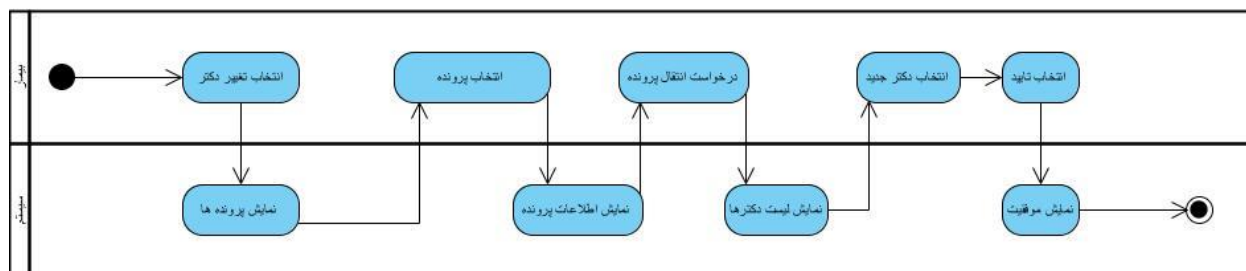 بیمار
انتخاب تغییر دکتر
انتخاب پرونده
درخواست انتقال پرونده
انتخاب دکتر جدید
انتخاب تایید
سیستم
نمایش پرونده ها
نمایش اطلاعات پرونده
نمایش لیست دکترها
نمایش موفقیت